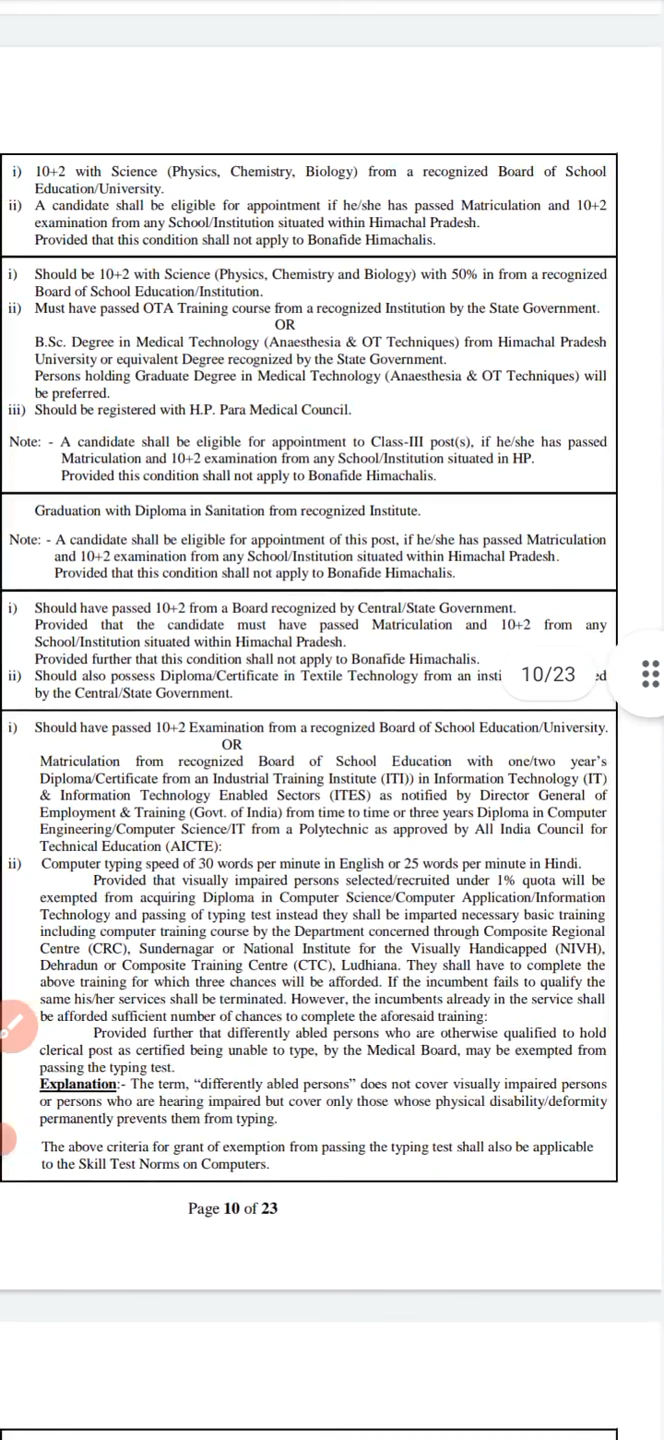 i) 10+2 with Science (Physics, Chemistry, Biology) from a recognized Board of School
Education/University.
ii) A candidate shall be eligible for appointment if he/she has passed Matriculation and 10+2
examination from any School/Institution situated within Himachal Pradesh.
Provided that this condition shall not apply to Bonafide Himachalis.
i) Should be 10+2 with Science (Physics, Chemistry and Biology) with 50% in from a recognized
Board of School Education/Institution.
ii) Must have passed OTA Training course from a recognized Institution by the State Government.
OR
B.Sc. Degree in Medical Technology (Anaesthesia & OT Techniques) from Himachal Pradesh
University or equivalent Degree recognized by the State Government.
Persons holding Graduate Degree in Medical Technology (Anaesthesia & OT Techniques) will
be preferred.
iii) Should be registered with H.P. Para Medical Council.
Note: - A candidate shall be eligible for appointment to Class-III post(s), if he/she has passed
Matriculation and 10+2 examination from any School/Institution situated in HP.
Provided this condition shall not apply to Bonafide Himachalis.
Graduation with Diploma in Sanitation from recognized Institute.
Note: - A candidate shall be eligible for appointment of this post, if he/she has passed Matriculation
and 10+2 examination from any School/Institution situated within Himachal Pradesh.
Provided that this condition shall not apply to Bonafide Himachalis.
i) Should have passed 10+2 from a Board recognized by Central/State Government.
Provided that the candidate must have passed Matriculation and 10+2 from any
School/Institution situated within Himachal Pradesh.
Provided further that this condition shall not apply to Bonafide Himachalis.
ii) Should also possess Diploma/Certificate in Textile Technology from an insti 10/23 ed
by the Central/State Government.
i) Should have passed 10+2 Examination from a recognized Board of School Education/University.
OR
Matriculation from recognized Board of School Education with one/two year's
Diploma/Certificate from an Industrial Training Institute (ITI)) in Information Technology (IT)
& Information Technology Enabled Sectors (ITES) as notified by Director General of
Employment & Training (Govt. of India) from time to time or three years Diploma in Computer
Engineering/Computer Science/IT from a Polytechnic as approved by All India Council for
Technical Education (AICTE):
ii) Computer typing speed of 30 words per minute in English or 25 words per minute in Hindi.
Provided that visually impaired persons selected/recruited under 1% quota will be
exempted from acquiring Diploma in Computer Science/Computer Application/Information
Technology and passing of typing test instead they shall be imparted necessary basic training
including computer training course by the Department concerned through Composite Regional
Centre (CRC), Sundernagar or National Institute for the Visually Handicapped (NIVH),
Dehradun or Composite Training Centre (CTC), Ludhiana. They shall have to complete the
above training for which three chances will be afforded. If the incumbent fails to qualify the
same his/her services shall be terminated. However, the incumbents already in the service shall
be afforded sufficient number of chances to complete the aforesaid training:
Provided further that differently abled persons who are otherwise qualified to hold
clerical post as certified being unable to type, by the Medical Board, may be exempted from
passing the typing test.
Explanation:- The term, "differently abled persons" does not cover visually impaired persons
or persons who are hearing impaired but cover only those whose physical disability/deformity
permanently prevents them from typing.
The above criteria for grant of exemption from passing the typing test shall also be applicable
to the Skill Test Norms on Computers.
Page 10 of 23